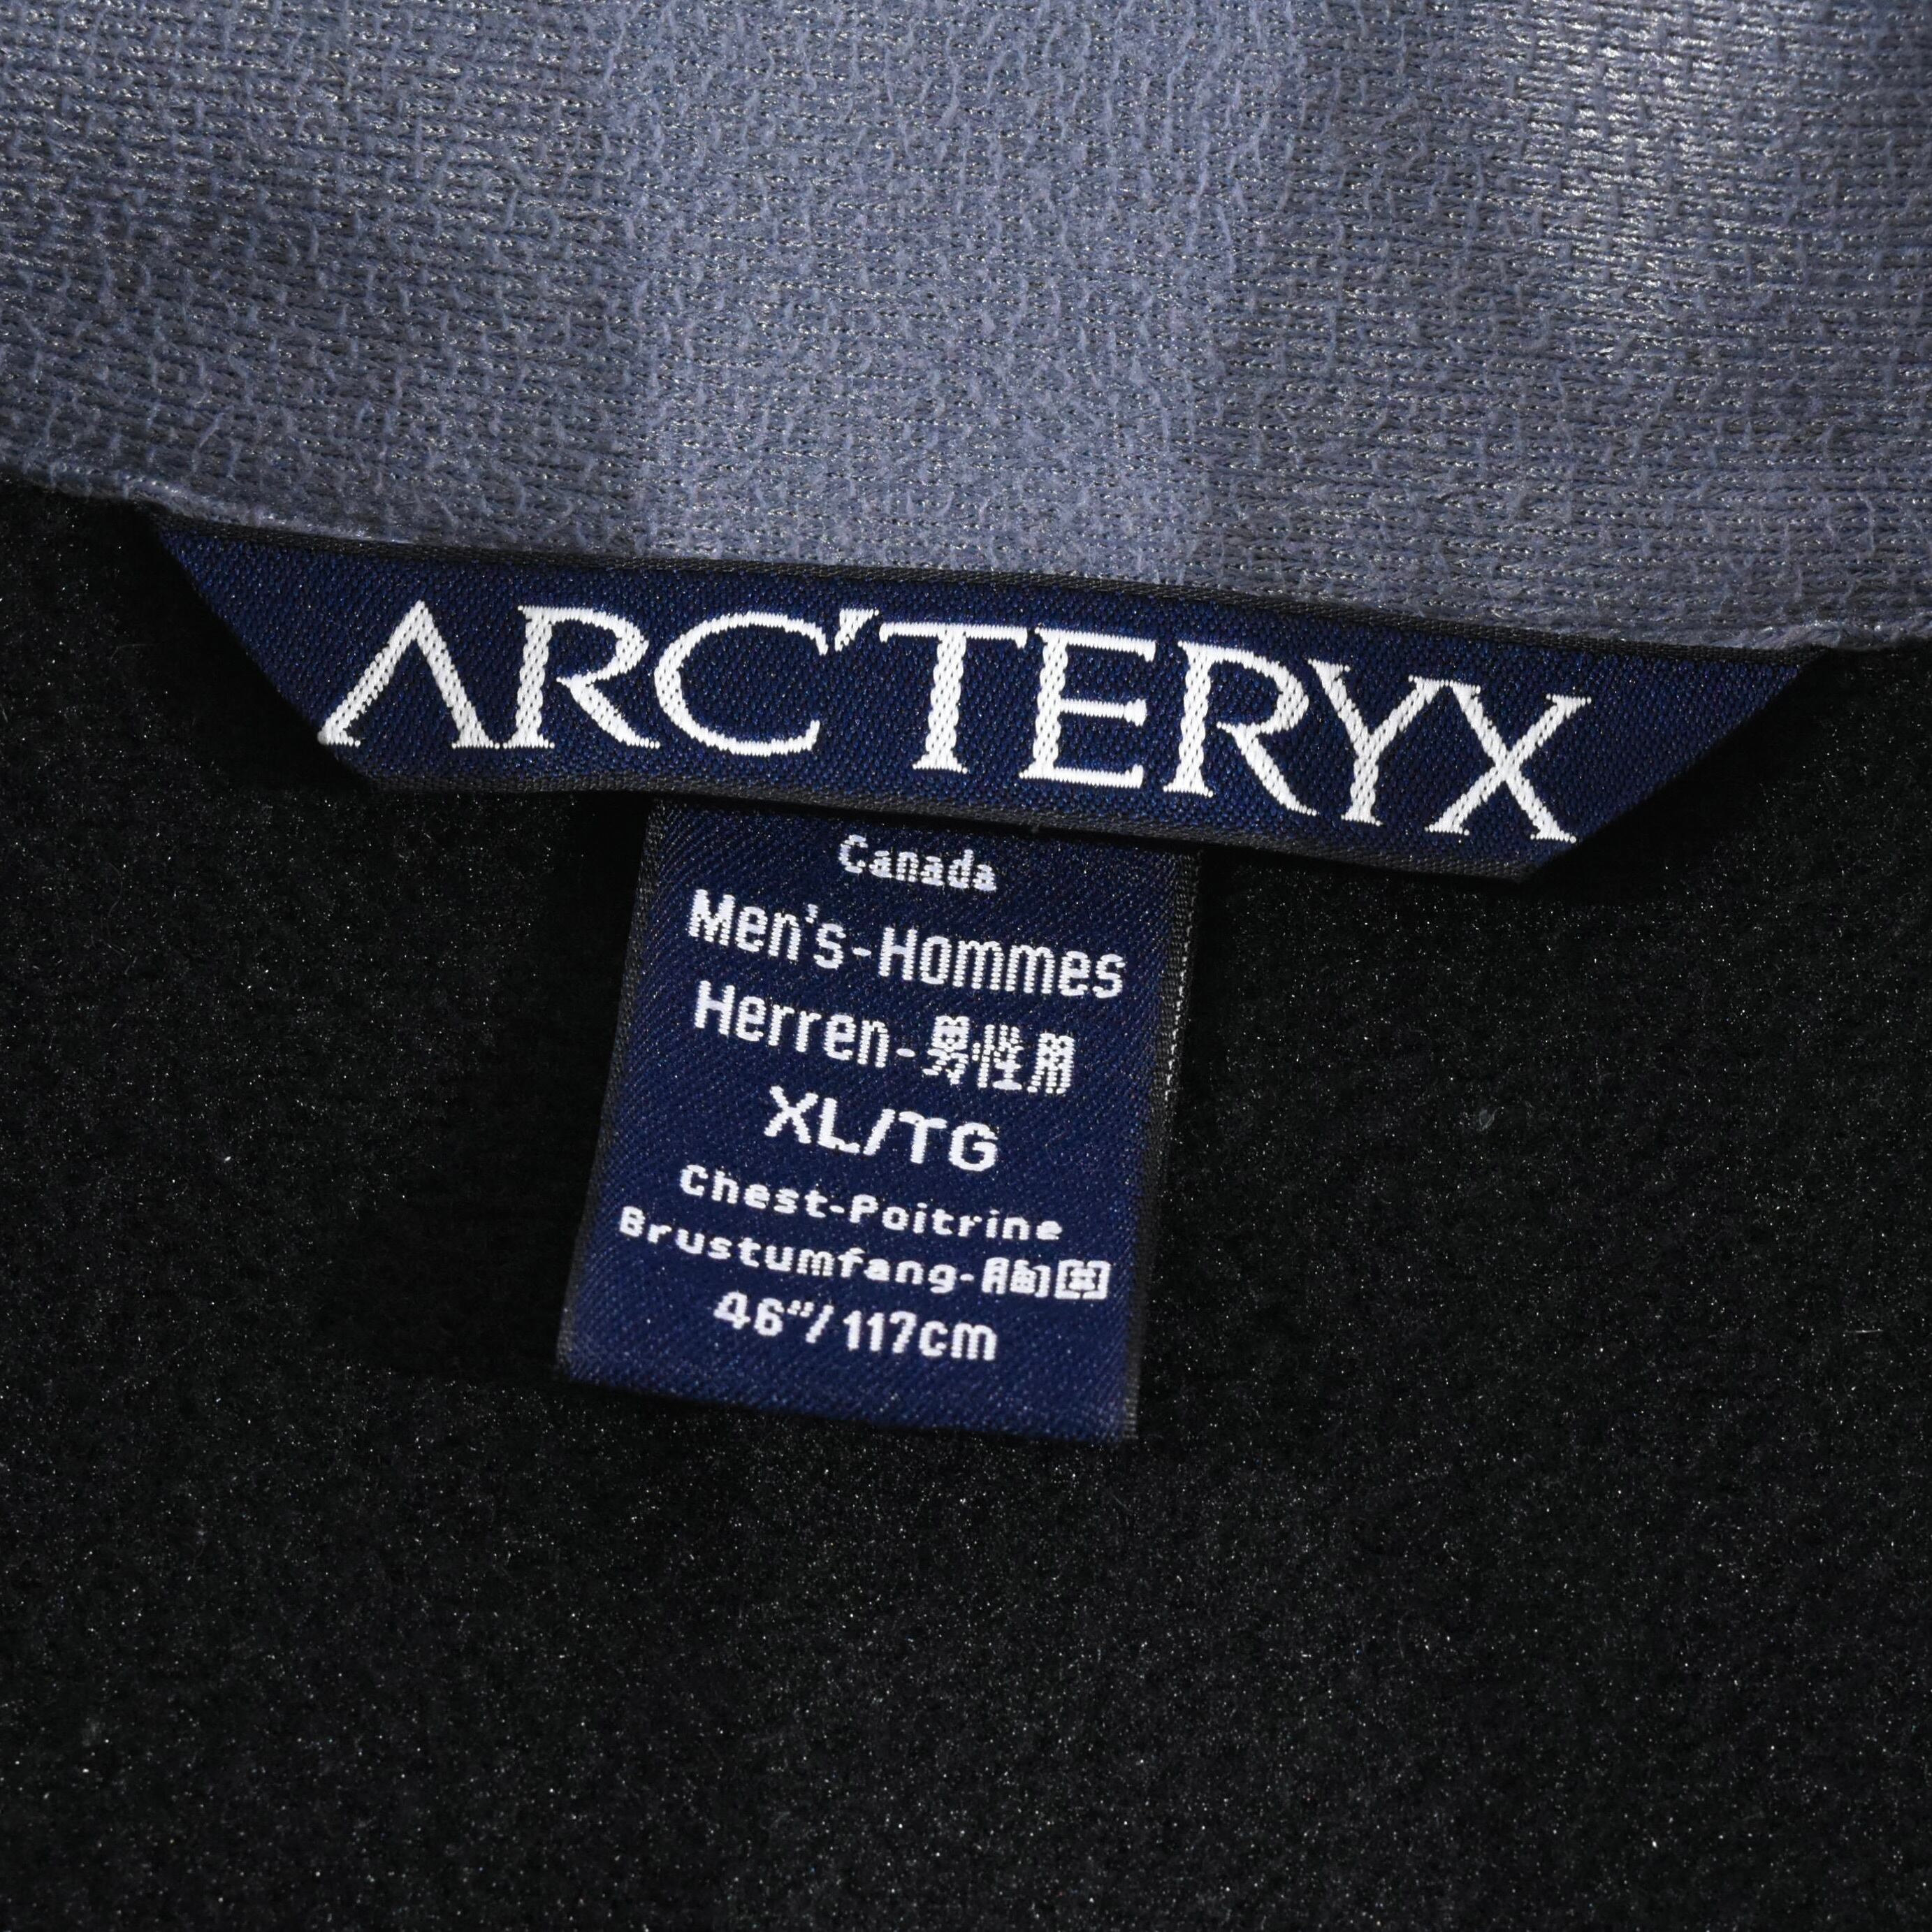 ARC'TERYX
Canada
Men's-Hommes
Herren-男性用
XL/TG
Chest-Poitrine
Brustumfang-胸囲
46"/117cm